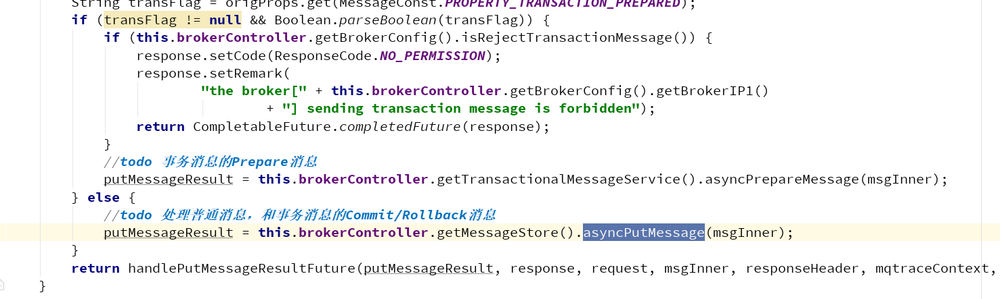 String transFlag = origProps.get(MessageConst.PROPERTY_TRANSACTION_PREPARED);
if (transFlag != null && Boolean.parseBoolean(transFlag)) {
if (this.brokerController.getBrokerConfig().isRejectTransactionMessage()) {
response.setCode(ResponseCode.NO_PERMISSION);
response.setRemark(
"the broker[" + this.brokerController.getBrokerConfig().getBrokerIP1()
+ "] sending transaction message is forbidden");
return CompletableFuture.completedFuture(response);
}
//todo 事务消息的Prepare消息
putMessageResult = this.brokerController.getTransactionalMessageService().asyncPrepareMessage(msgInner);
} else {
//todo 处理普通消息，和事务消息的Commit/Rollback消息
putMessageResult = this.brokerController.getMessageStore().asyncPutMessage(msgInner);
}
return handlePutMessageResultFuture(putMessageResult, response, request, msgInner, responseHeader, mqtraceContext,
}